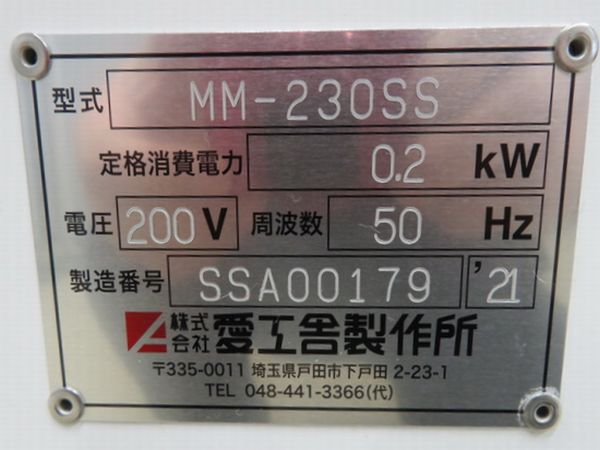 型式 MM-230SS
定格消費電力 0.2 kW
電圧 200 V 周波数 50 Hz
製造番号 SSA00179 '21
株式会社 愛工舎製作所
〒335-0011 埼玉県戸田市下戸田 2-23-1
TEL 048-441-3366(代)